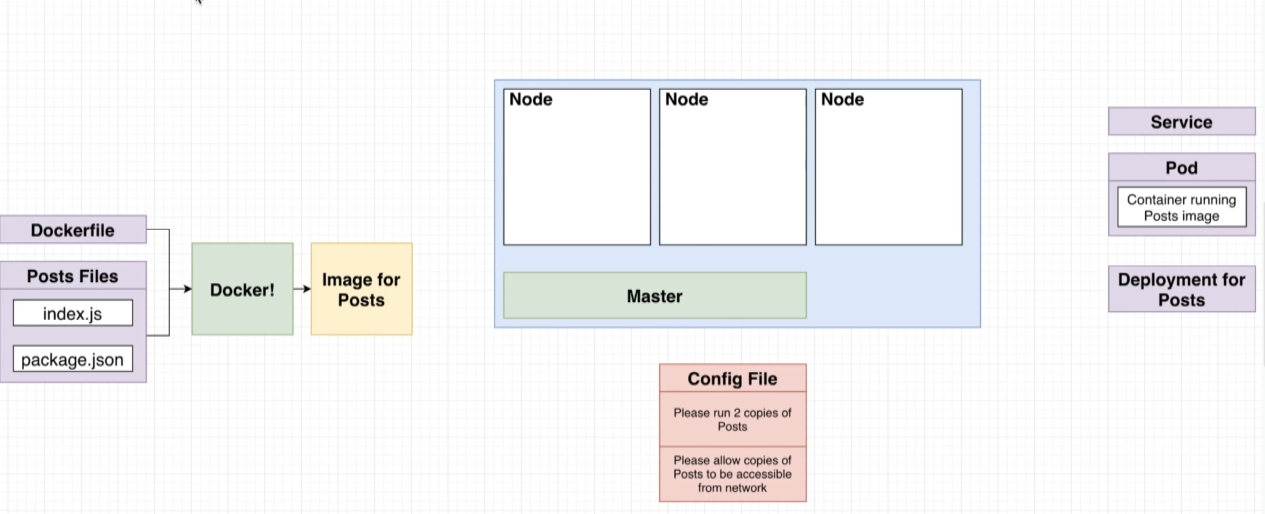 Dockerfile
Posts Files
index.js
package.json
Docker!
Image for
Posts
Node
Node
Node
Master
Config File
Please run 2 copies of
Posts
Please allow copies of
Posts to be accessible
from network
Service
Pod
Container running
Posts image
Deployment for
Posts